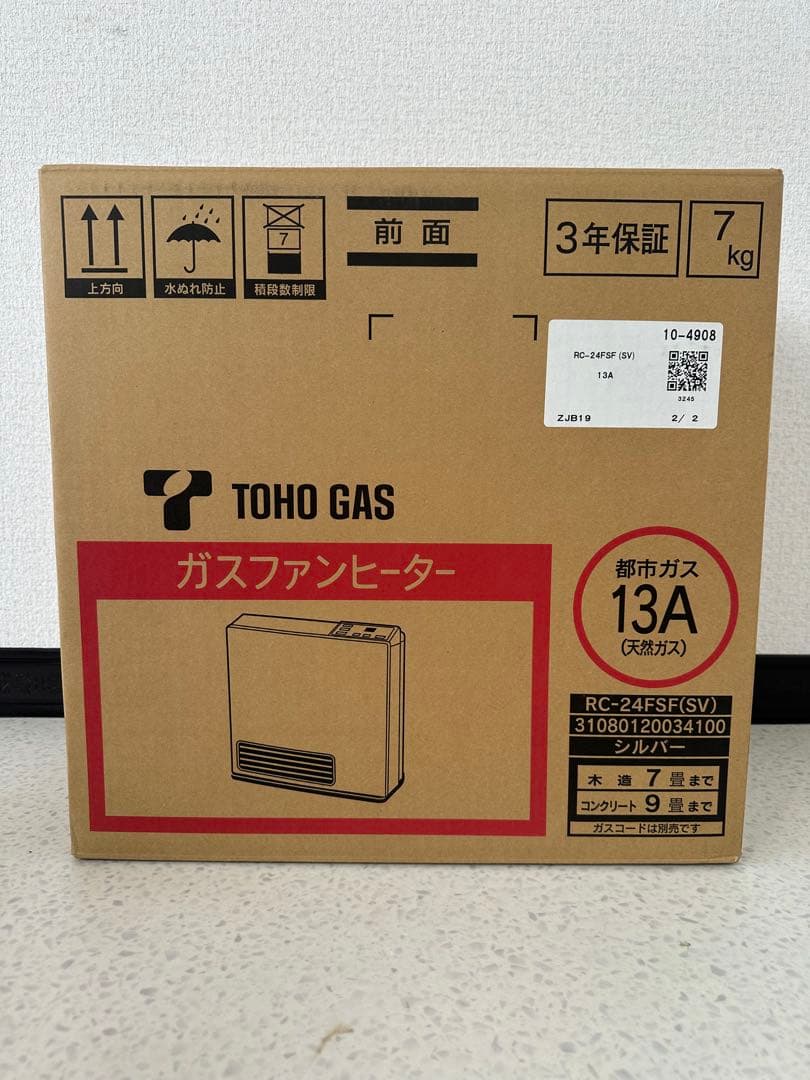 上方向
水ぬれ防止
7
積段数制限
前面
3年保証
7
kg
10-4908
RC-24FSF (SV)
13A
3245
ZJB19
2/ 2
TOHO GAS
ガスファンヒーター
都市ガス
13A
(天然ガス)
RC-24FSF(SV)
31080120034100
シルバー
木造 7畳まで
コンクリート 9畳まで
ガスコードは別売です